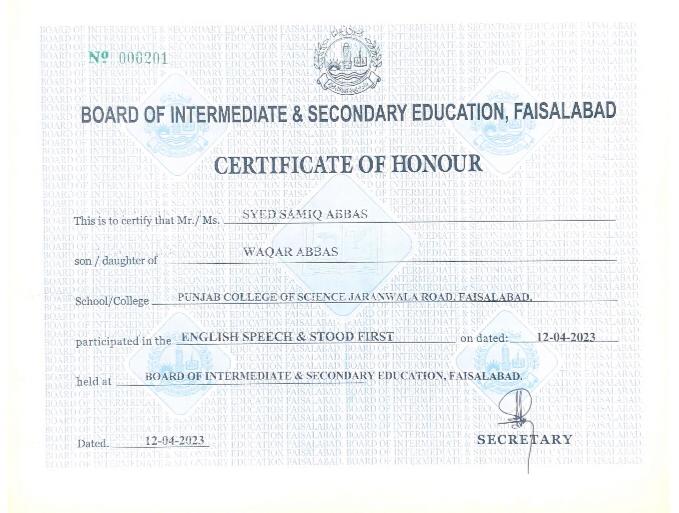 Nº 000201
BOARD OF INTERMEDIATE & SECONDARY EDUCATION, FAISALABAD
CERTIFICATE OF HONOUR
This is to certify that Mr./ Ms. SYED SAMIQ ABBAS
son / daughter of WAQAR ABBAS
School/College PUNJAB COLLEGE OF SCIENCE JARANWALA ROAD, FAISALABAD.
participated in the ENGLISH SPEECH & STOOD FIRST on dated: 12-04-2023
held at BOARD OF INTERMEDIATE & SECONDARY EDUCATION, FAISALABAD.
Dated. 12-04-2023 SECRETARY